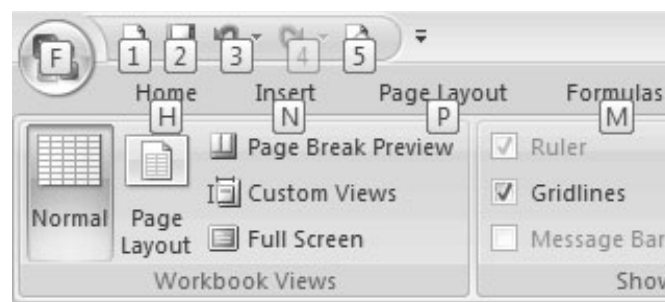 F 1 2 3 4 5
Home Insert Page Layout Formulas
H N P M
Page Break Preview Ruler
Custom Views Gridlines
Normal Page Layout Full Screen Message Bar
Workbook Views Show